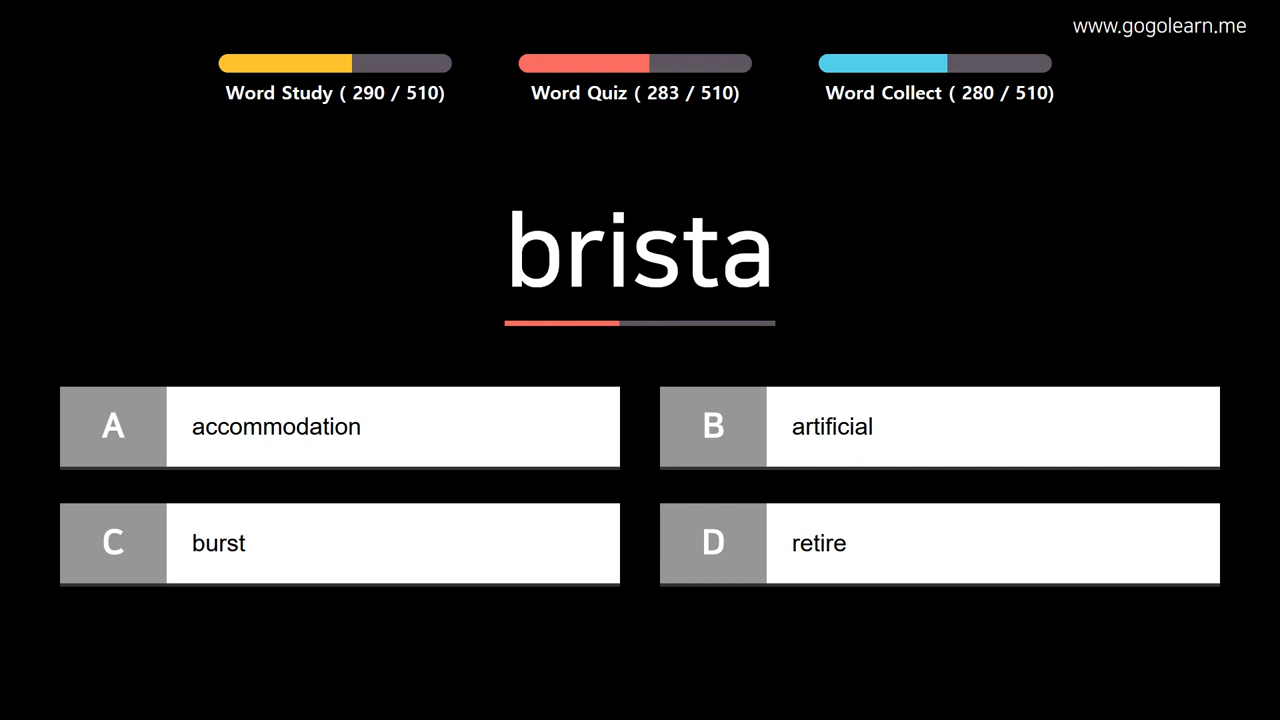 www.gogolearn.me
Word Study ( 290 / 510)
Word Quiz ( 283 / 510)
Word Collect ( 280 / 510)
brista
A accommodation
B artificial
C burst
D retire